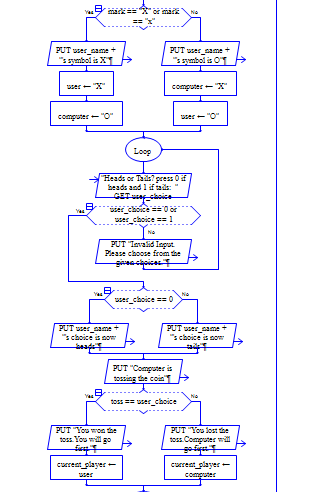 Yes
mark == "X" or mark
== "x"
No
PUT user_name +
"'s symbol is X"¶
PUT user_name +
"'s symbol is O"¶
user ← "X"
computer ← "X"
computer ← "O"
user ← "O"
Loop
"Heads or Tails? press 0 if
heads and 1 if tails: "
GET user_choice
Yes
user_choice == 0 or
user_choice == 1
No
PUT "Invalid Input.
Please choose from the
given choices."¶
Yes
user_choice == 0
No
PUT user_name +
"'s choice is now
heads"¶
PUT user_name +
"'s choice is now
tails"¶
PUT "Computer is
tossing the coin"¶
Yes
toss == user_choice
No
PUT "You won the
toss.You will go
first."¶
PUT "You lost the
toss.Computer will
go first."¶
current_player ←
user
current_player ←
computer